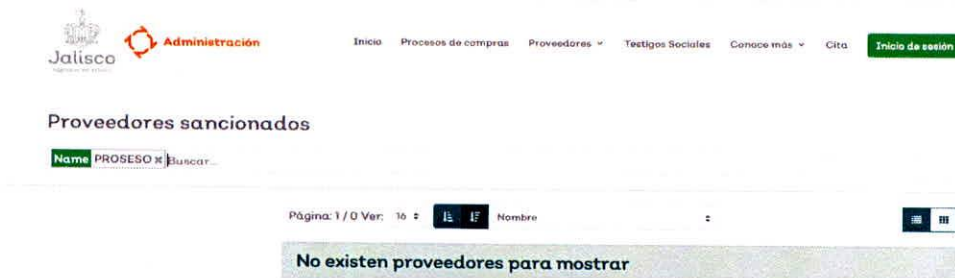 Jalisco
Administración
Inicio Procesos de compras Proveedores Testigos Sociales Conoce más Cita Inicio de sesión
Proveedores sancionados
Name PROSESO × Buscar...
Página: 1 / 0 Ver: 16 Nombre
No existen proveedores para mostrar